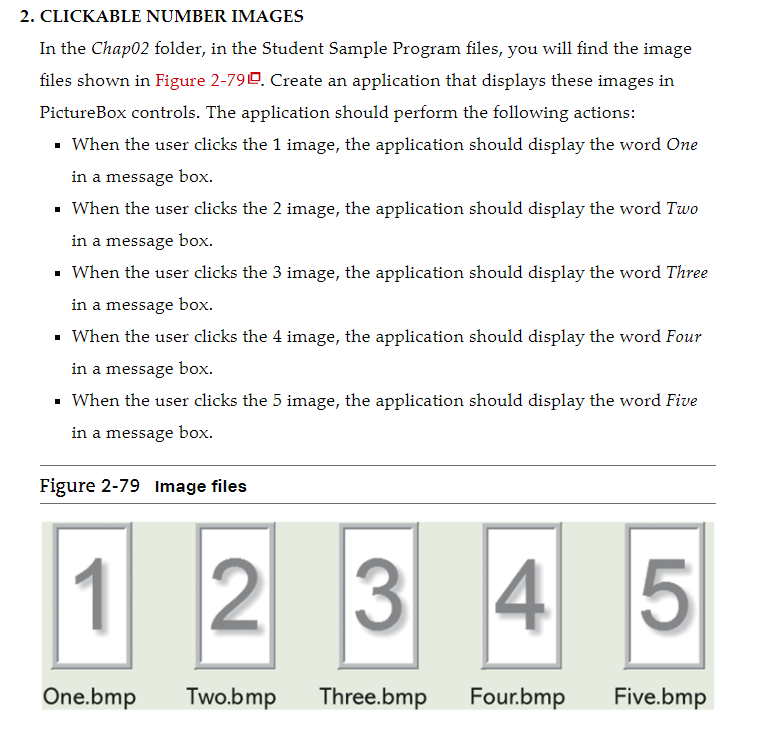 2. CLICKABLE NUMBER IMAGES
In the Chap02 folder, in the Student Sample Program files, you will find the image
files shown in Figure 2-79. Create an application that displays these images in
PictureBox controls. The application should perform the following actions:
▪ When the user clicks the 1 image, the application should display the word One
in a message box.
▪ When the user clicks the 2 image, the application should display the word Two
in a message box.
▪ When the user clicks the 3 image, the application should display the word Three
in a message box.
▪ When the user clicks the 4 image, the application should display the word Four
in a message box.
▪ When the user clicks the 5 image, the application should display the word Five
in a message box.
Figure 2-79 Image files
1 2 3 4 5
One.bmp Two.bmp Three.bmp Four.bmp Five.bmp